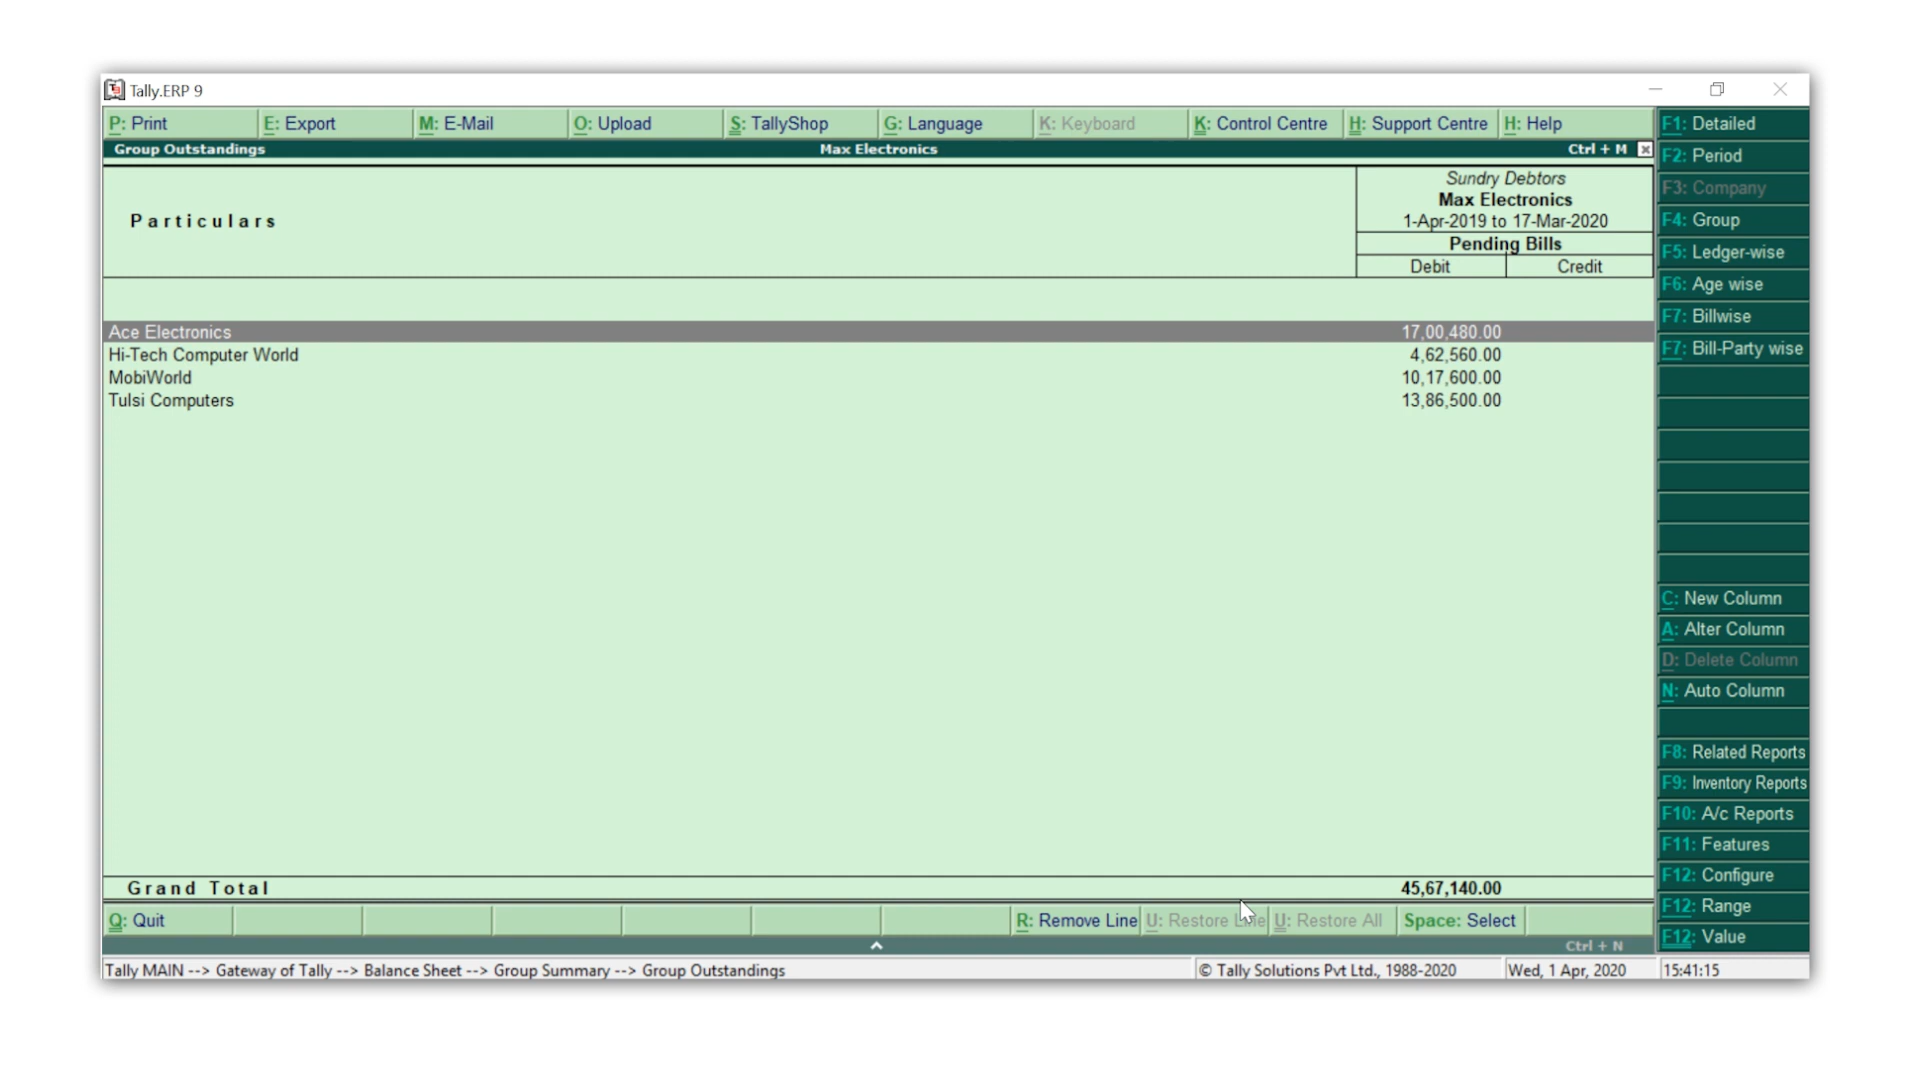 Tally.ERP 9
P: Print E: Export M: E-Mail O: Upload S: TallyShop G: Language K: Keyboard K: Control Centre H: Support Centre H: Help
Group Outstandings Max Electronics Ctrl + M
Particulars
Sundry Debtors
Max Electronics
1-Apr-2019 to 17-Mar-2020
Pending Bills
Debit Credit
Ace Electronics 17,00,480.00
Hi-Tech Computer World 4,62,560.00
MobiWorld 10,17,600.00
Tulsi Computers 13,86,500.00
Grand Total 45,67,140.00
Q: Quit R: Remove Line U: Restore Line U: Restore All Space: Select
Ctrl + N
Tally MAIN --> Gateway of Tally --> Balance Sheet --> Group Summary --> Group Outstandings © Tally Solutions Pvt Ltd., 1988-2020 Wed, 1 Apr, 2020 15:41:15
F1: Detailed
F2: Period
F3: Company
F4: Group
F5: Ledger-wise
F6: Age wise
F7: Billwise
F7: Bill-Party wise
C: New Column
A: Alter Column
D: Delete Column
N: Auto Column
F8: Related Reports
F9: Inventory Reports
F10: A/c Reports
F11: Features
F12: Configure
F12: Range
F12: Value